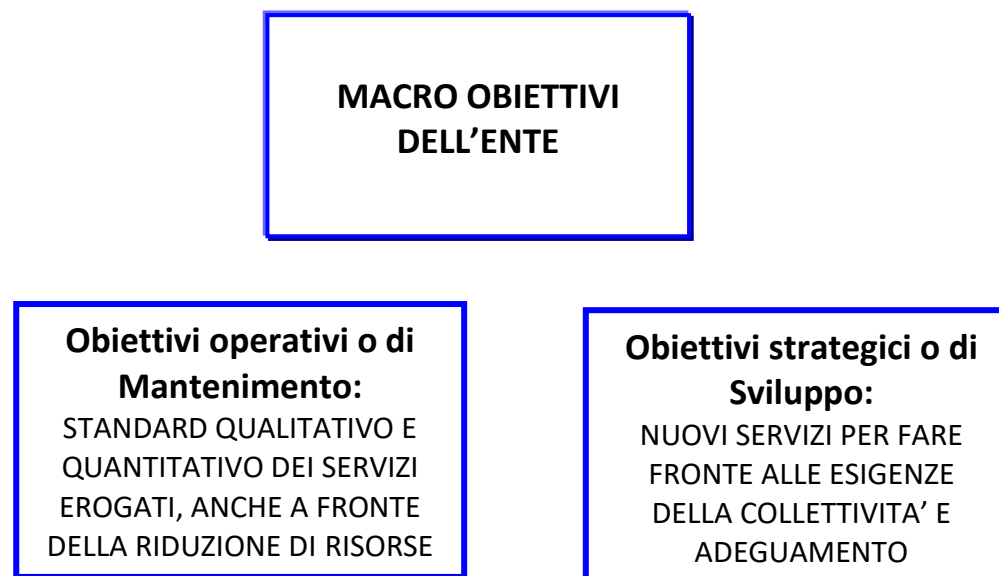 MACRO OBIETTIVI
DELL’ENTE
Obiettivi operativi o di
Mantenimento:
STANDARD QUALITATIVO E
QUANTITATIVO DEI SERVIZI
EROGATI, ANCHE A FRONTE
DELLA RIDUZIONE DI RISORSE
Obiettivi strategici o di
Sviluppo:
NUOVI SERVIZI PER FARE
FRONTE ALLE ESIGENZE
DELLA COLLETTIVITA’ E
ADEGUAMENTO